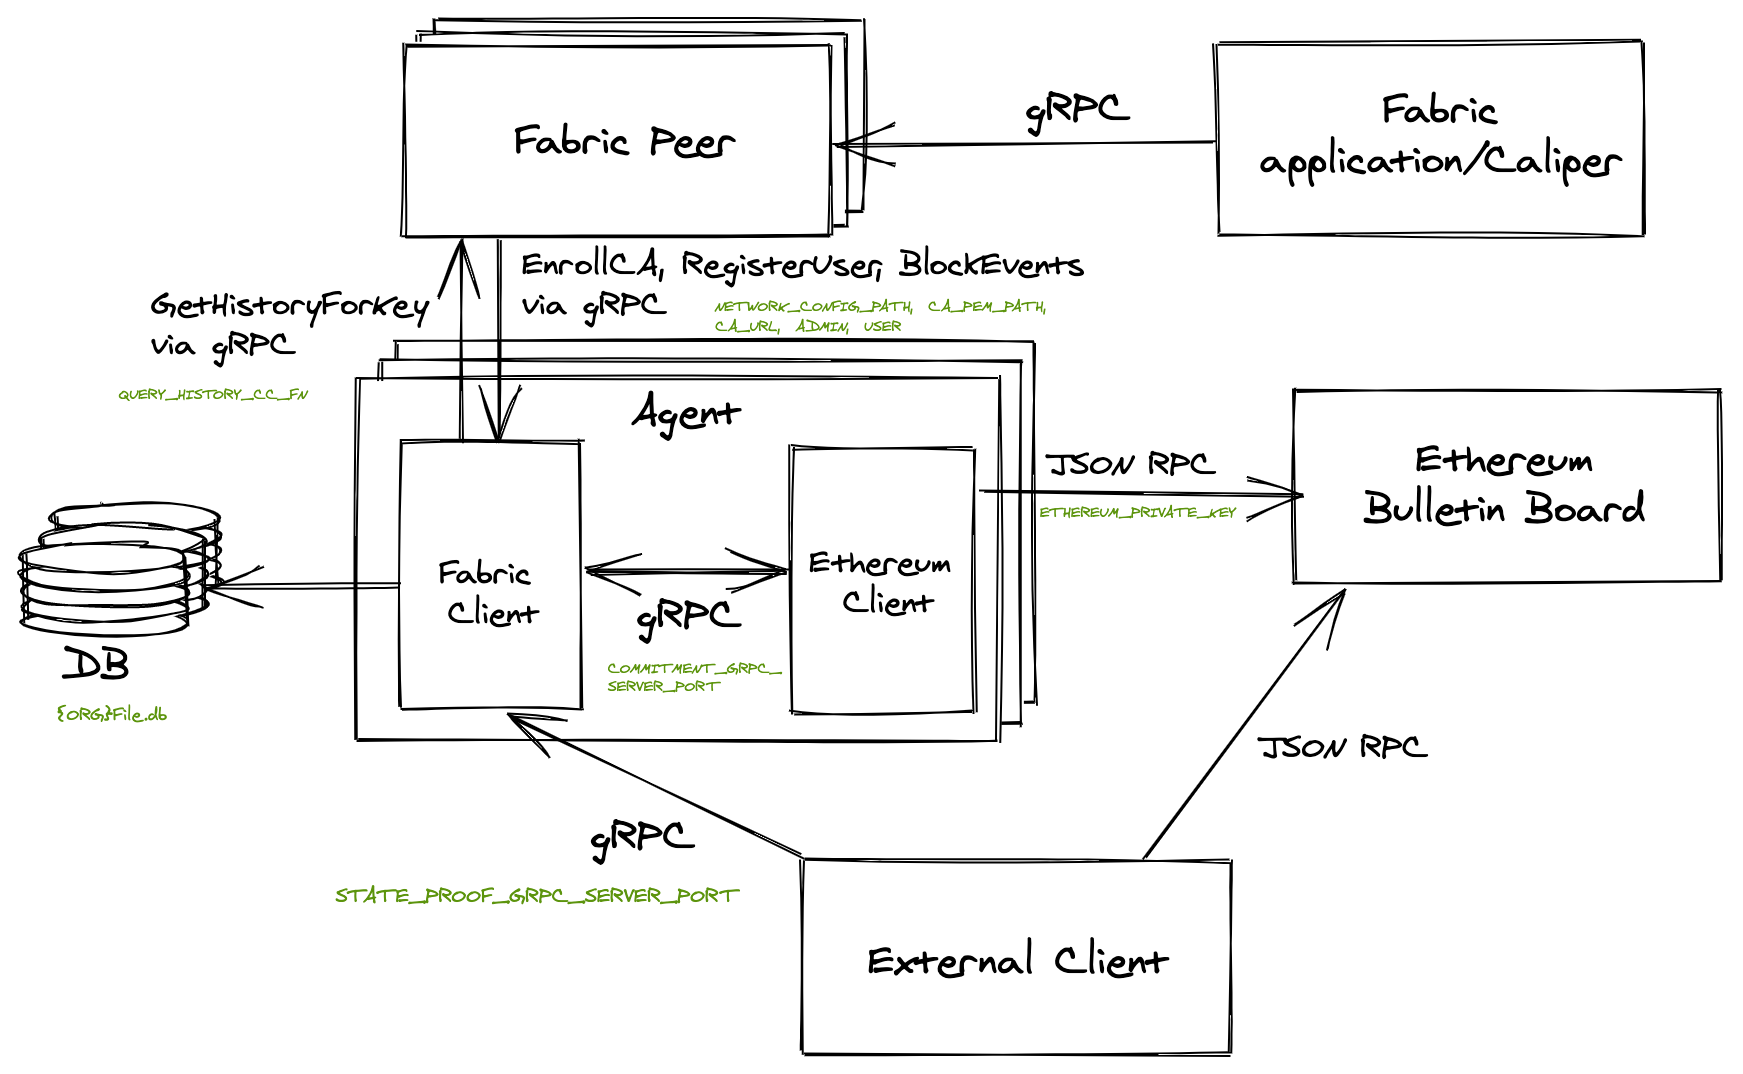 gRPC
Fabric
application/Caliper
Fabric Peer
EnrollCA, RegisterUser, BlockEvents
via gRPC
NETWORK_CONFIG_PATH, CA_PEM_PATH,
CA_URL, ADMIN, USER
GetHistoryForKey
via gRPC
QUERY_HISTORY_CC_FN
Agent
JSON RPC
ETHEREUM_PRIVATE_KEY
Ethereum
Bulletin Board
Fabric
Client
gRPC
COMMITMENT_GRPC_
SERVER_PORT
Ethereum
Client
DB
{ORG}File.db
JSON RPC
gRPC
STATE_PROOF_GRPC_SERVER_PORT
External Client